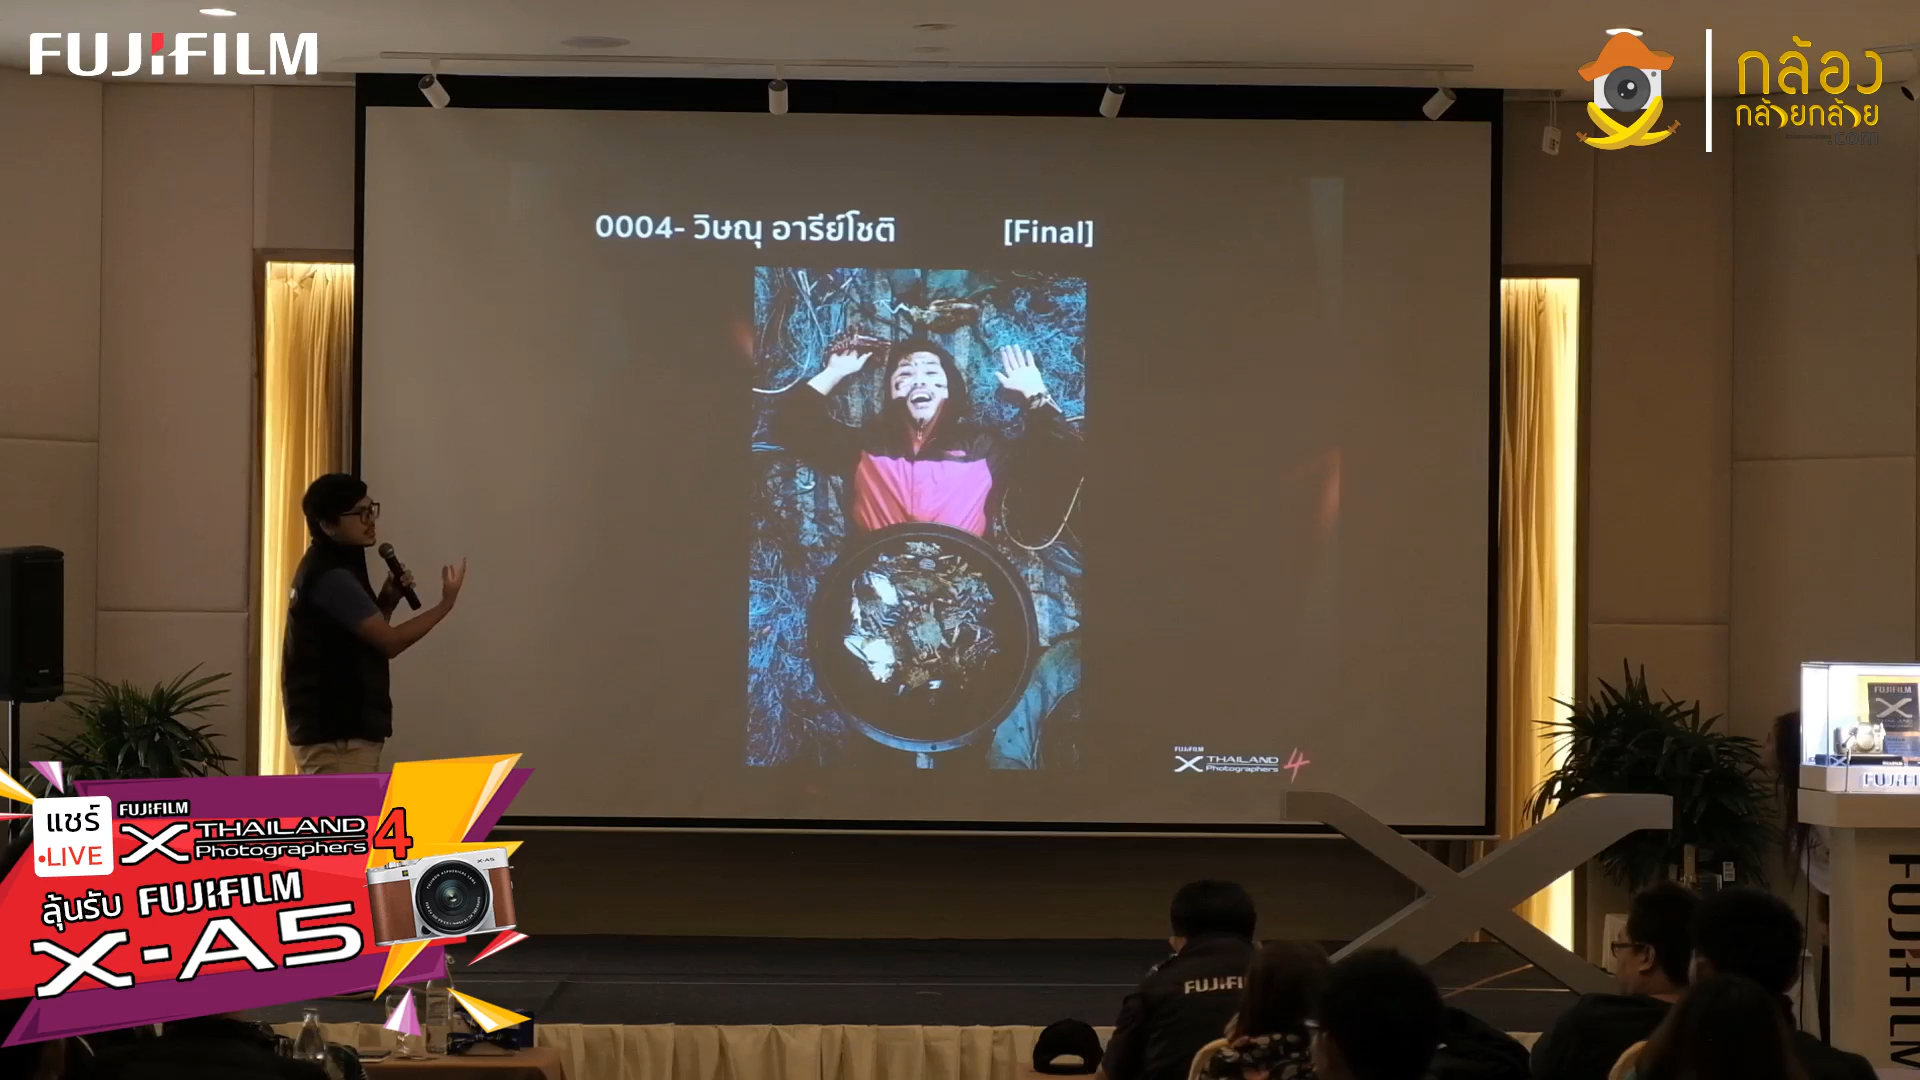 FUJIFILM
กล้อง
กล้วยกล้วย
.COM
0004- วิษณุ อารีย์โชติ [Final]
FUJIFILM
X THAILAND
Photographers 4
แชร์
•LIVE
FUJIFILM
X THAILAND
Photographers 4
ลุ้นรับ FUJIFILM
X-A5
X-A5
FUJIFILM
X
FUJIFILM